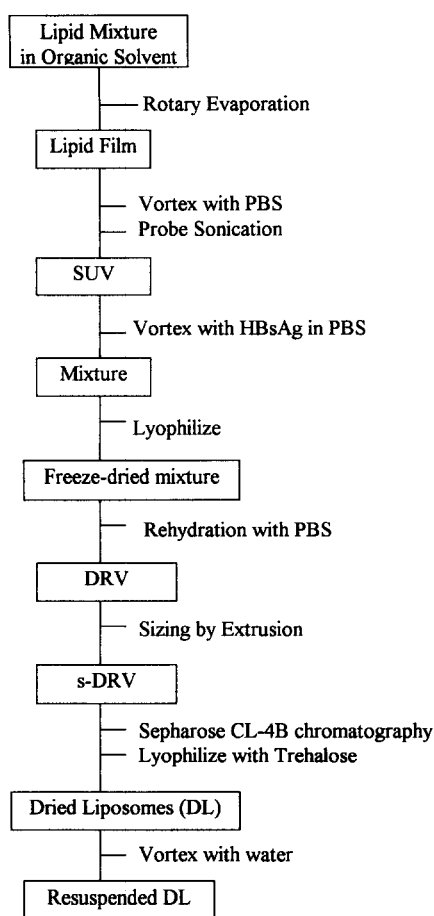 Lipid Mixture
in Organic Solvent
Rotary Evaporation
Lipid Film
Vortex with PBS
Probe Sonication
SUV
Vortex with HBsAg in PBS
Mixture
Lyophilize
Freeze-dried mixture
Rehydration with PBS
DRV
Sizing by Extrusion
s-DRV
Sepharose CL-4B chromatography
Lyophilize with Trehalose
Dried Liposomes (DL)
Vortex with water
Resuspended DL